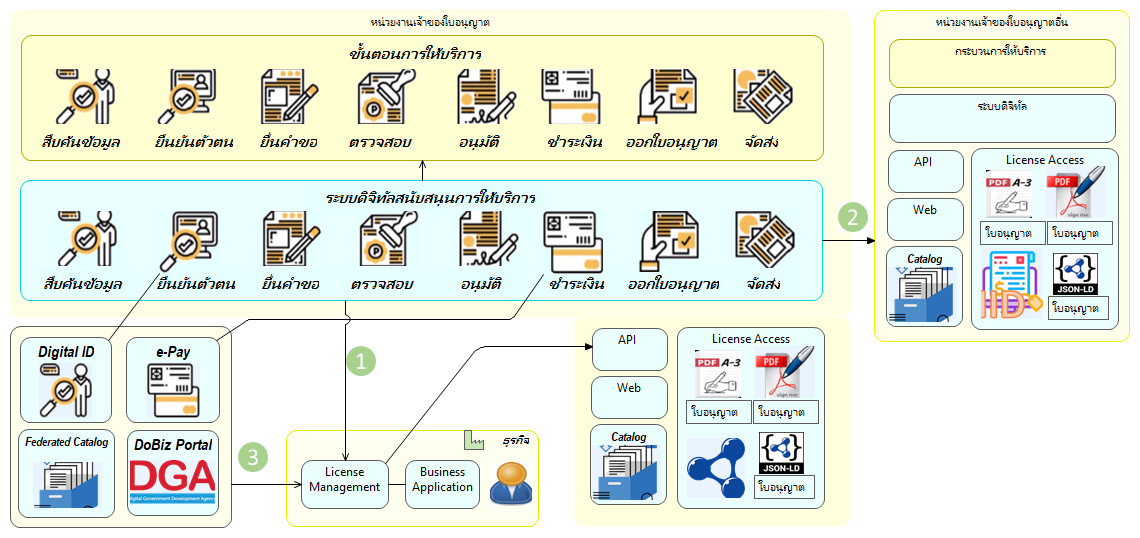 หน่วยงานเจ้าของใบอนุญาต
ขั้นตอนการให้บริการ
สืบค้นข้อมูล
ยืนยันตัวตน
ยื่นคำขอ
ตรวจสอบ
อนุมัติ
ชำระเงิน
ออกใบอนุญาต
จัดส่ง
ระบบดิจิทัลสนับสนุนการให้บริการ
สืบค้นข้อมูล
ยืนยันตัวตน
ยื่นคำขอ
ตรวจสอบ
อนุมัติ
ชำระเงิน
ออกใบอนุญาต
จัดส่ง
2
หน่วยงานเจ้าของใบอนุญาตอื่น
กระบวนการให้บริการ
ระบบดิจิทัล
API
Web
Catalog
License Access
PDF A-3
PDF
sign me
ใบอนุญาต
ใบอนุญาต
JSON-LD
ใบอนุญาต
Digital ID
e-Pay
Federated Catalog
DoBiz Portal
DGA
Digital Government Development Agency
1
3
ธุรกิจ
License
Management
Business
Application
API
Web
Catalog
License Access
PDF A-3
PDF
sign me
ใบอนุญาต
ใบอนุญาต
JSON-LD
ใบอนุญาต